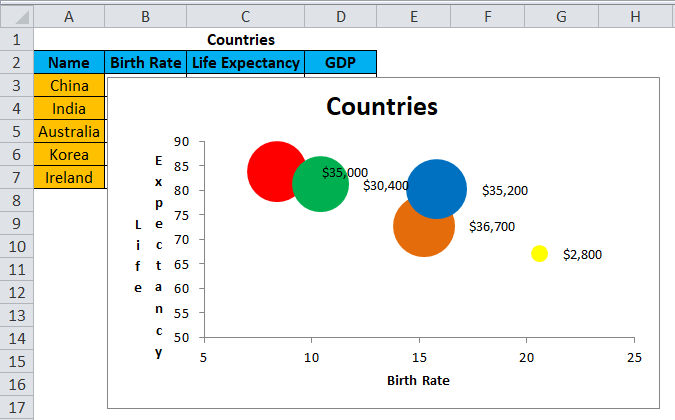 A B C D E F G H
1 Countries
2 Name Birth Rate Life Expectancy GDP
3 China
4 India
5 Australia
6 Korea
7 Ireland
8
9
10
11
12
13
14
15
16
17
Countries
Life
Expectancy
90
85
80
75
70
65
60
55
50
$35,000
$30,400
$35,200
$36,700
$2,800
5 10 15 20 25
Birth Rate